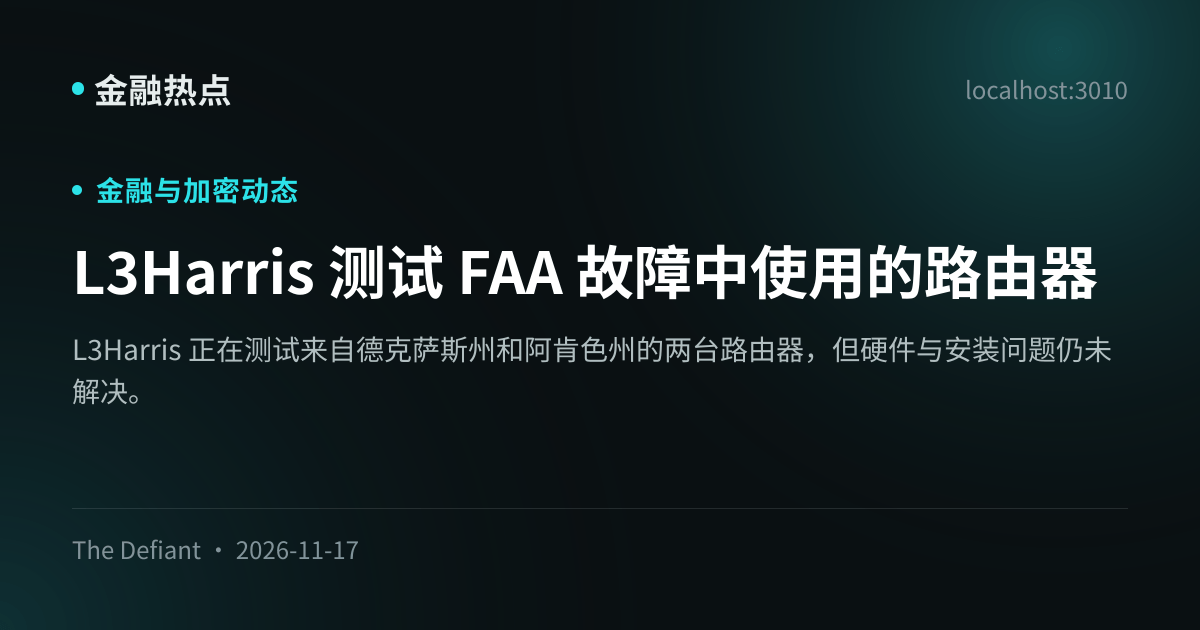 金融热点
localhost:3010
金融与加密动态
L3Harris 测试 FAA 故障中使用的路由器
L3Harris 正在测试来自德克萨斯州和阿肯色州的两台路由器，但硬件与安装问题仍未
解决。
The Defiant • 2026-11-17